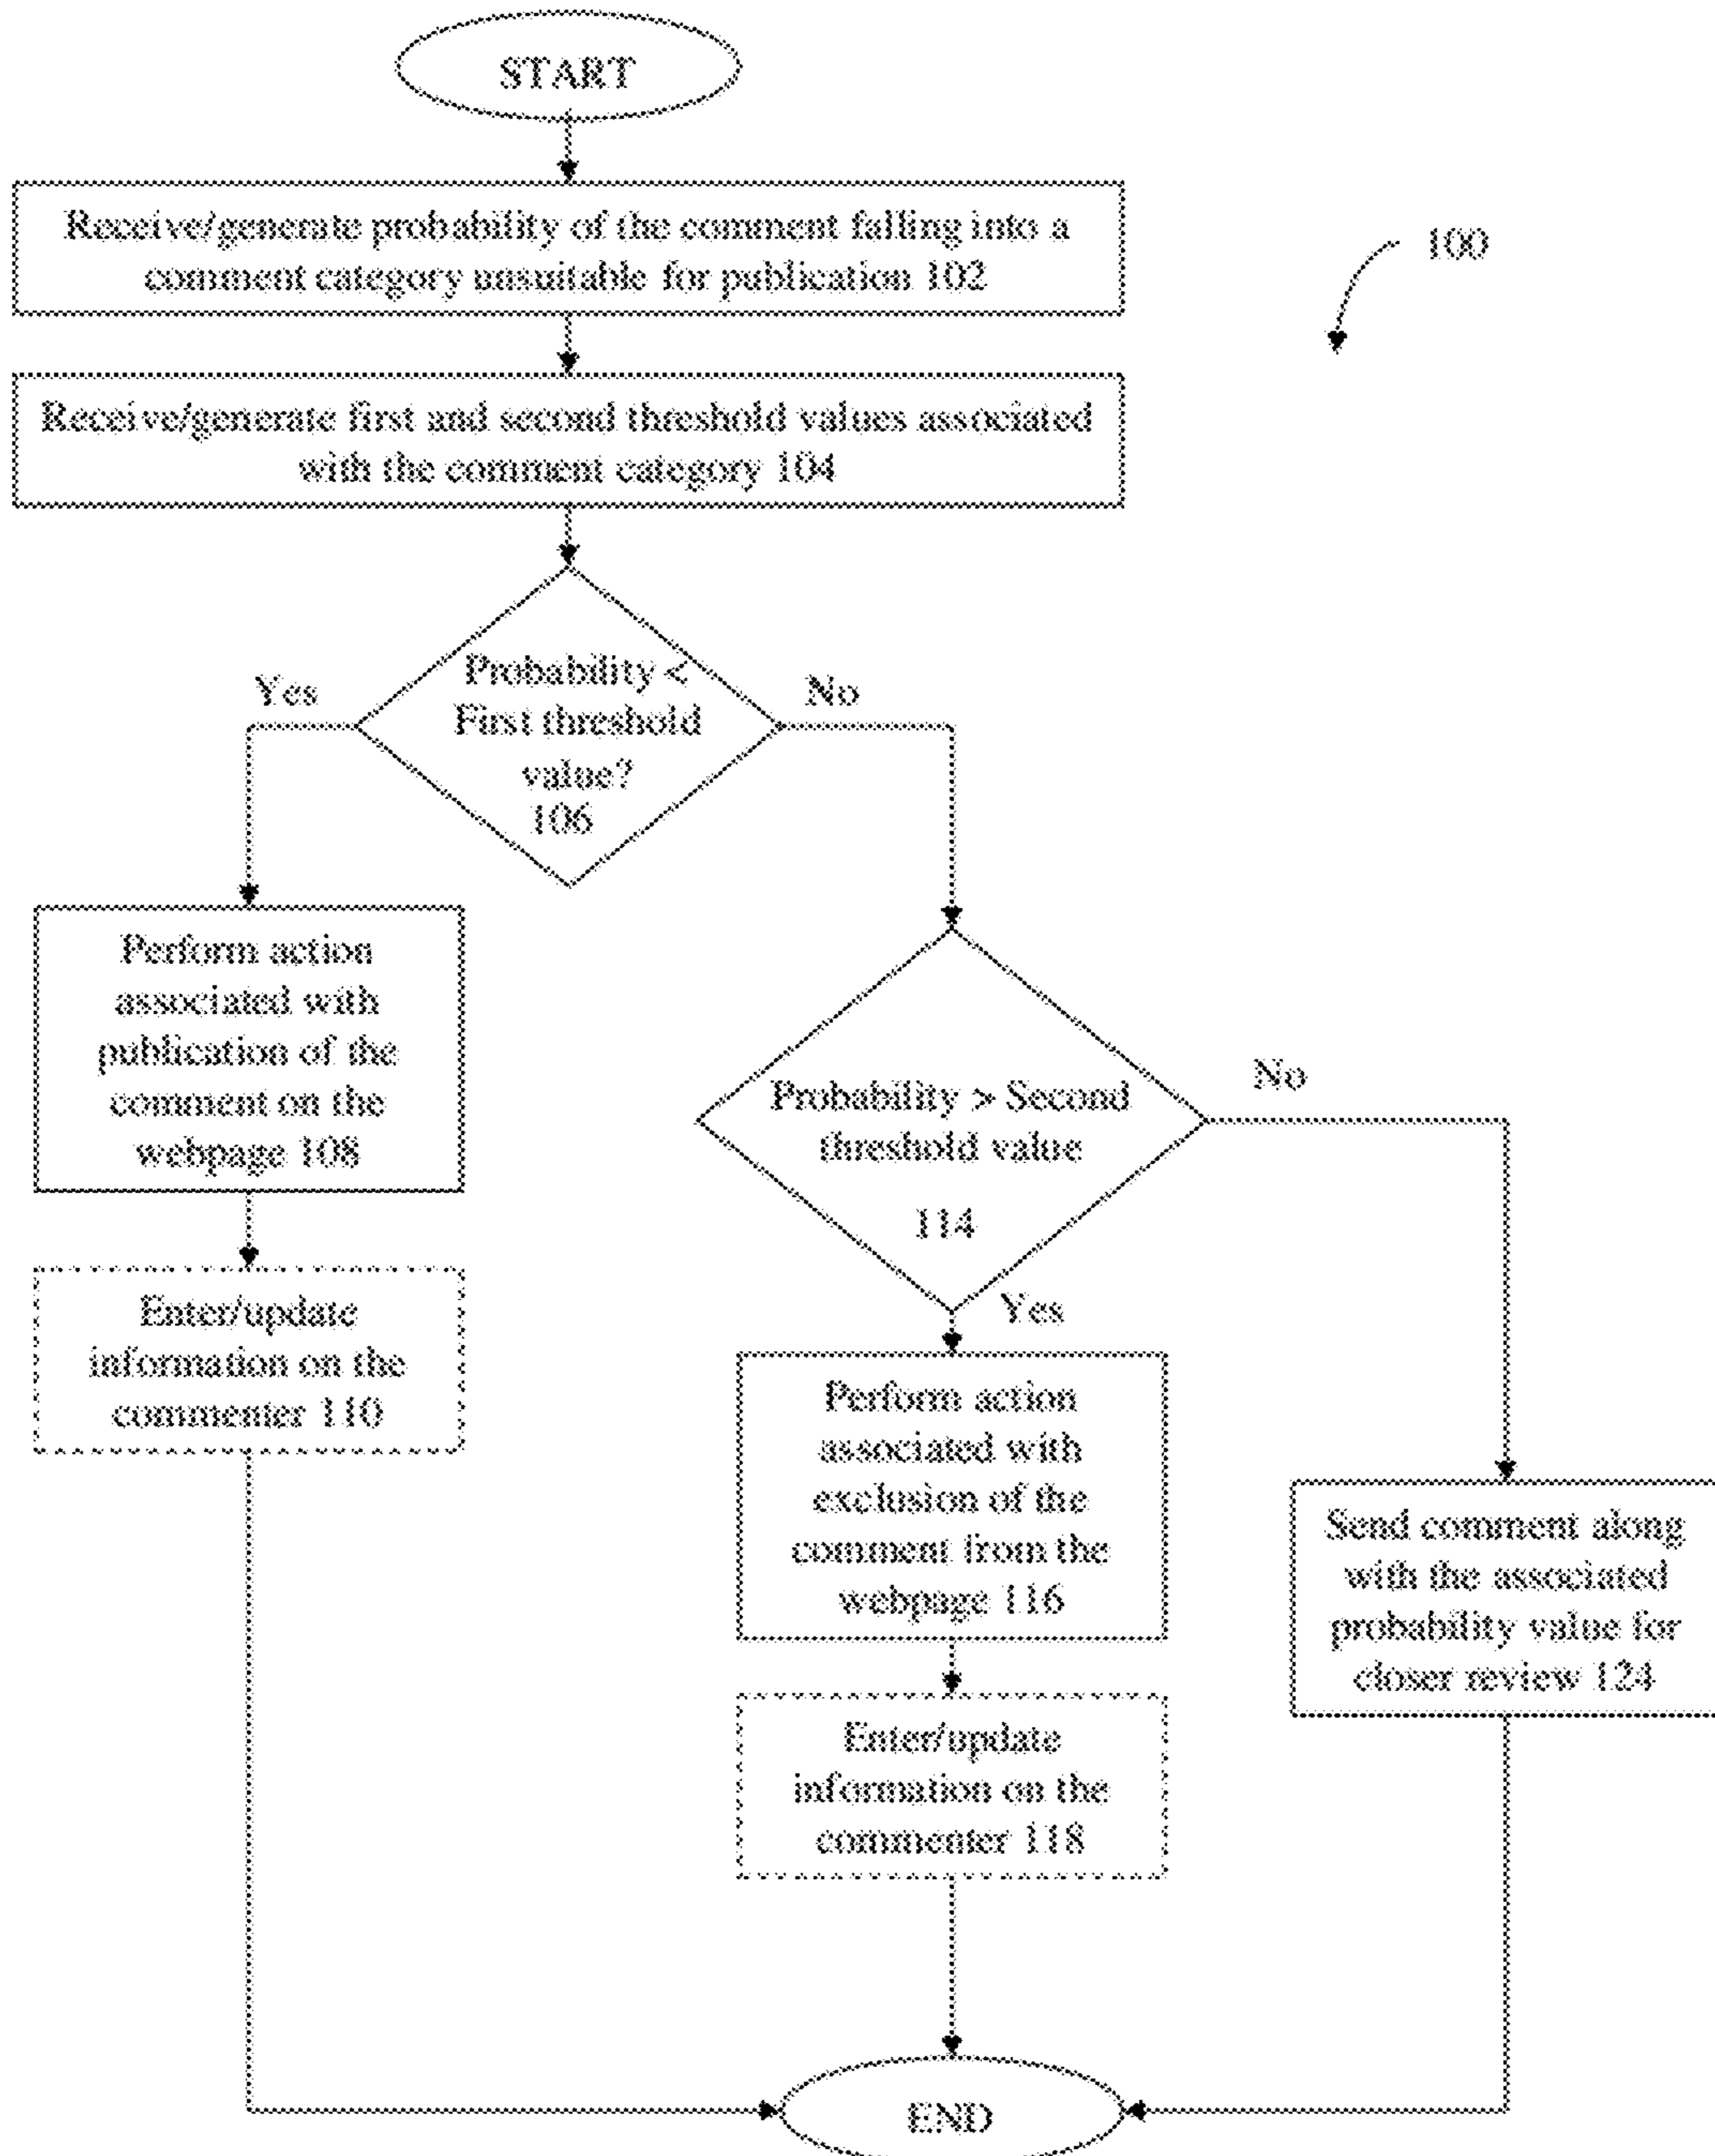 START
Receive/generate probability of the comment falling into a
comment category unsuitable for publication 102
100
Receive/generate first and second threshold values associated
with the comment category 104
Probability <
First threshold
value?
106
Yes
No
Perform action
associated with
publication of the
comment on the
webpage 108
Enter/update
information on the
commenter 110
Probability > Second
threshold value
114
No
Yes
Perform action
associated with
exclusion of the
comment from the
webpage 116
Enter/update
information on the
commenter 118
Send comment along
with the associated
probability value for
closer review 124
END